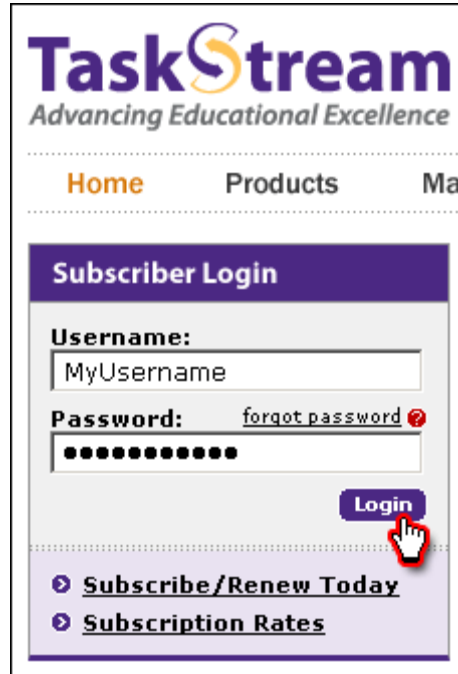 TaskStream
Advancing Educational Excellence
Home Products Ma
Subscriber Login
Username:
MyUsername
Password: forgot password ?
●●●●●●●●●●●
Login
Subscribe/Renew Today
Subscription Rates